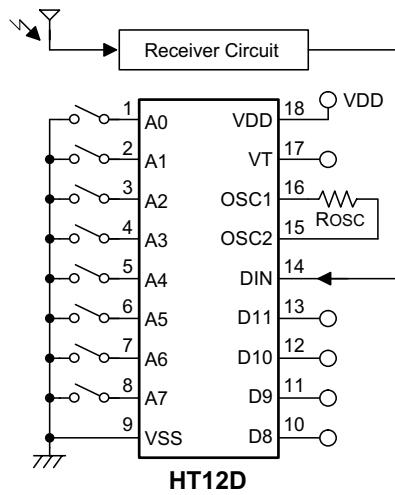 Receiver Circuit
1 A0
2 A1
3 A2
4 A3
5 A4
6 A5
7 A6
8 A7
9 VSS
VDD 18 VDD
VT 17
OSC1 16
ROSC
OSC2 15
DIN 14
D11 13
D10 12
D9 11
D8 10
HT12D